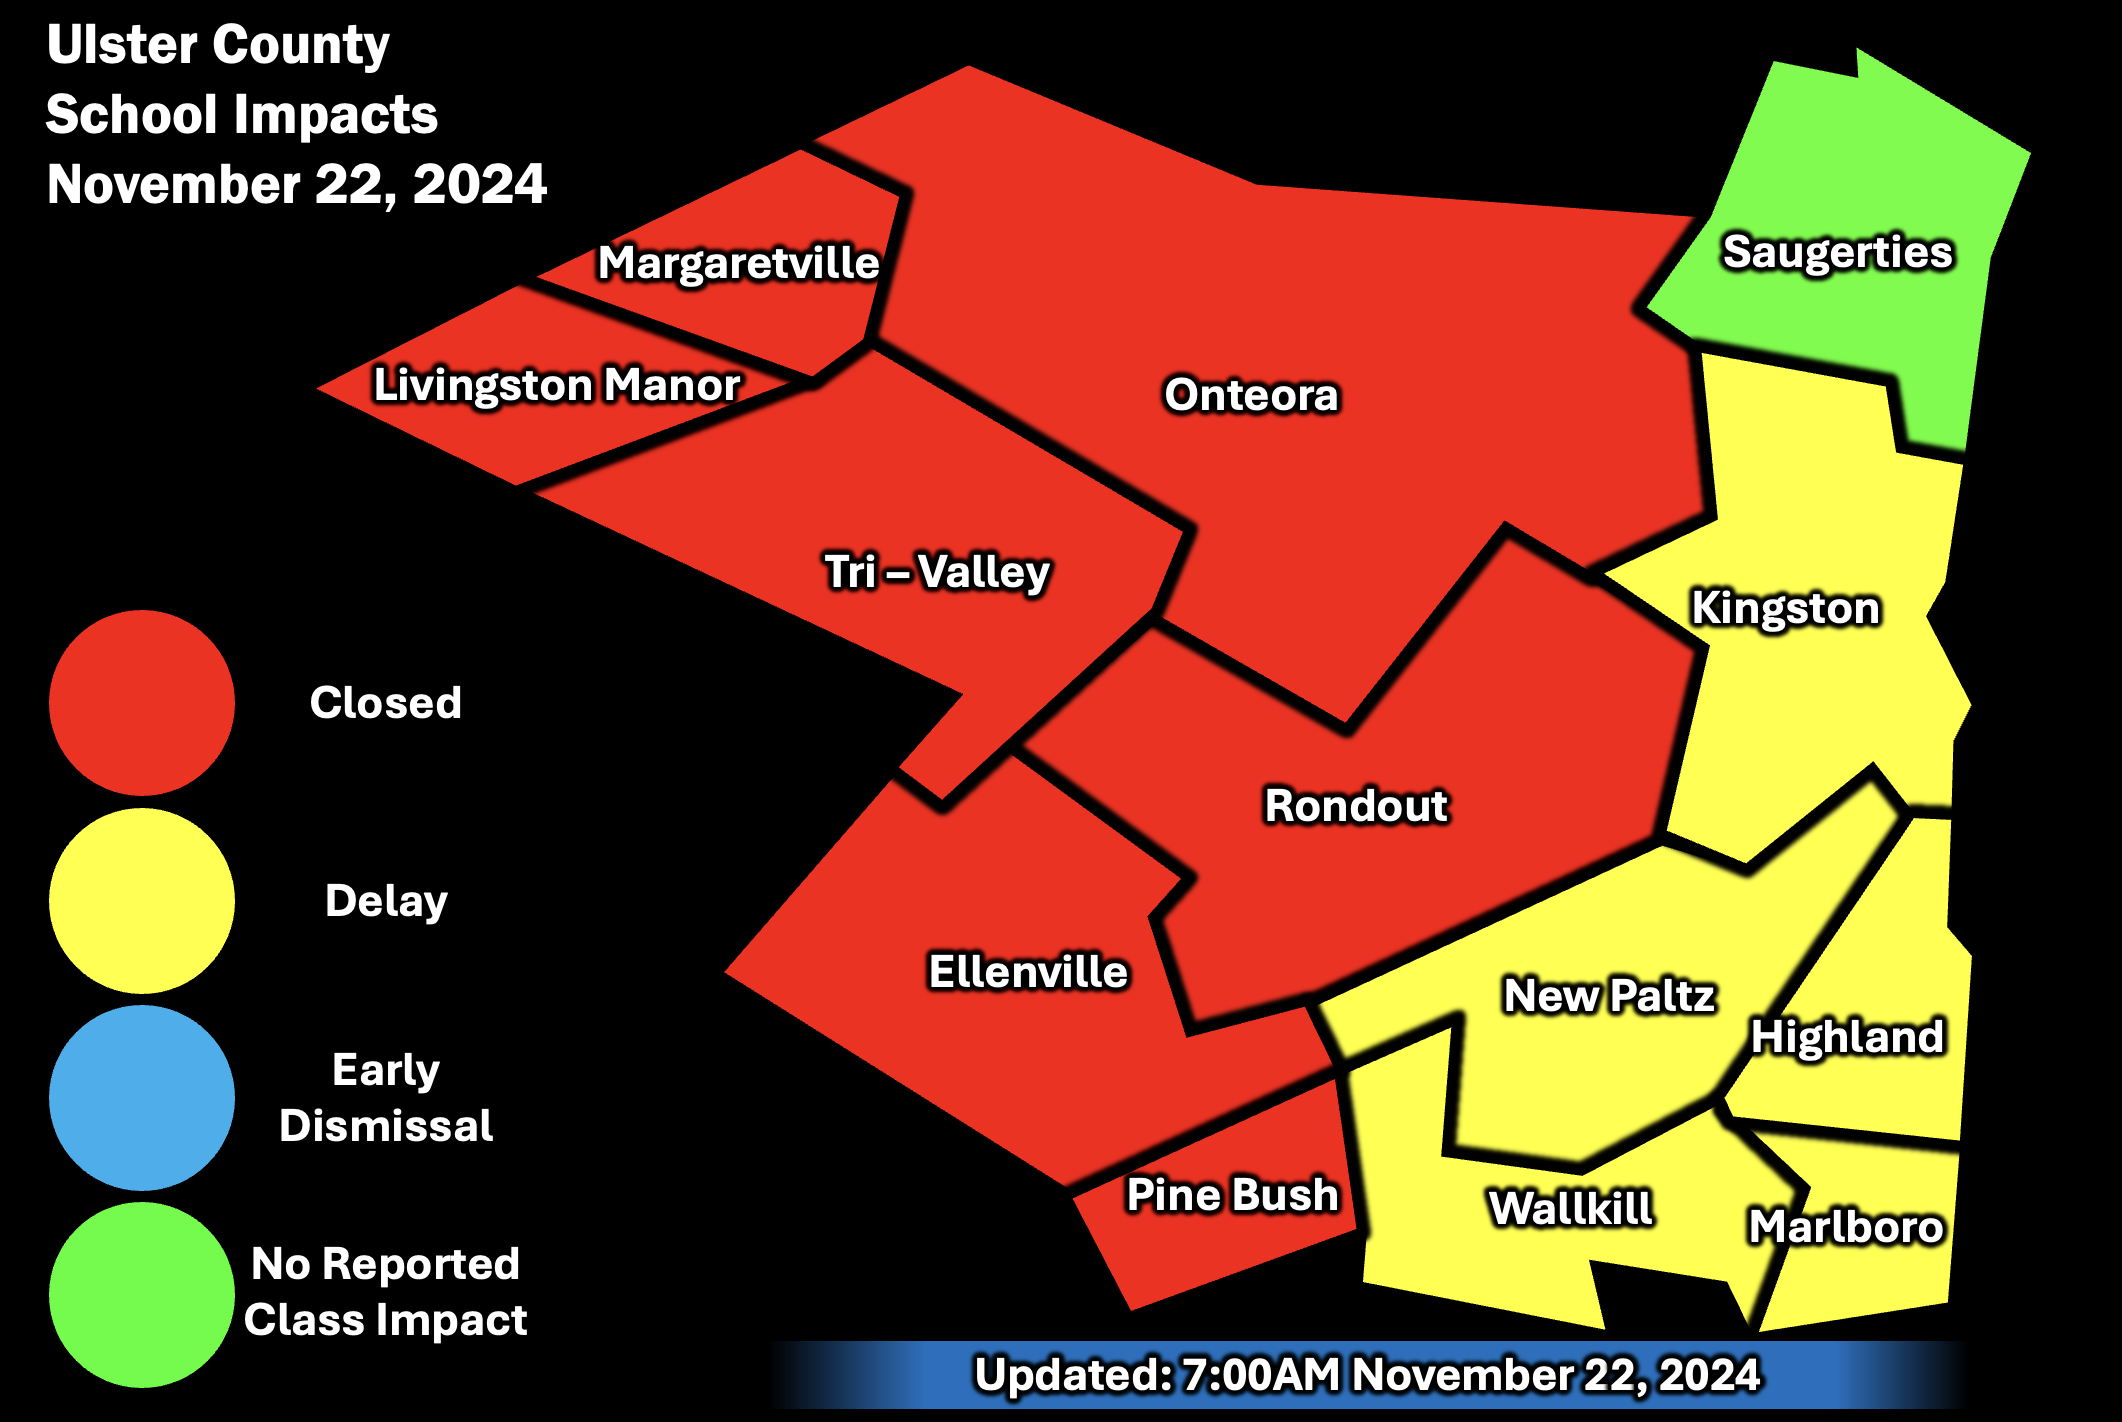 Ulster County
School Impacts
November 22, 2024
Margaretville
Saugerties
Livingston Manor
Onteora
Tri – Valley
Kingston
Closed
Rondout
Delay
Ellenville
New Paltz
Highland
Early
Dismissal
Pine Bush
Wallkill
Marlboro
No Reported
Class Impact
Updated: 7:00AM November 22, 2024